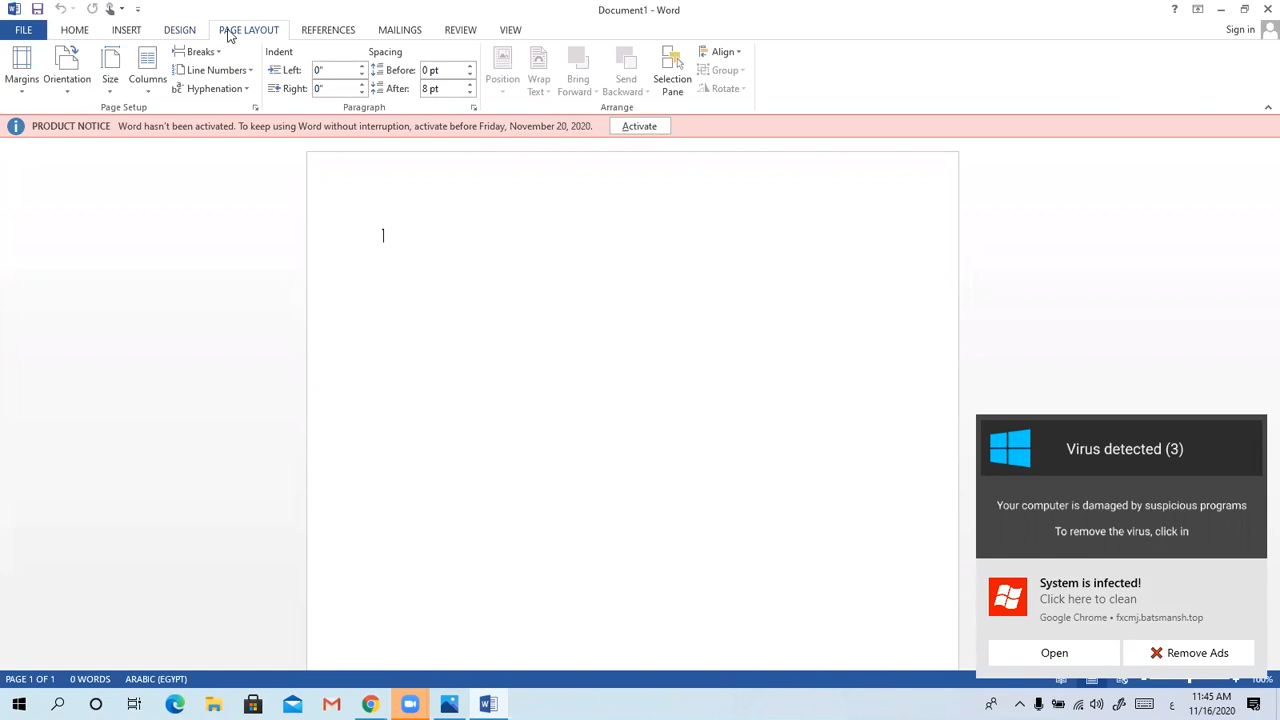 Document1 - Word
FILE HOME INSERT DESIGN PAGE LAYOUT REFERENCES MAILINGS REVIEW VIEW Sign in
Margins Orientation Size Columns
Breaks
Line Numbers
Hyphenation
Page Setup
Indent Spacing
Left: 0" Before: 0 pt
Right: 0" After: 8 pt
Paragraph
Position Wrap Text Bring Forward Send Backward Selection Pane
Align
Group
Rotate
Arrange
PRODUCT NOTICE Word hasn't been activated. To keep using Word without interruption, activate before Friday, November 20, 2020. Activate
Virus detected (3)
Your computer is damaged by suspicious programs
To remove the virus, click in
System is infected!
Click here to clean
Google Chrome • fxcmj.batsmansh.top
Open Remove Ads
PAGE 1 OF 1 0 WORDS ARABIC (EGYPT) 100%
11:45 AM
ع 11/16/2020